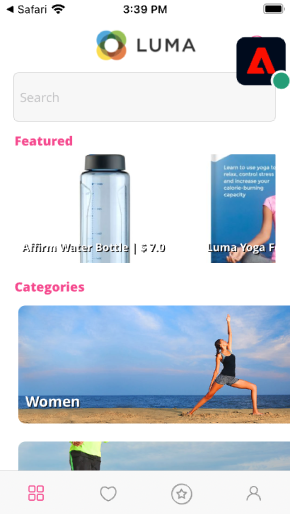 Safari
3:39 PM
LUMA
Search
Featured
Learn to use yoga to
relax, control stress
and increase your
calorie-burning
capacity
Affirm Water Bottle | $ 7.0
Luma Yoga F
Categories
Women